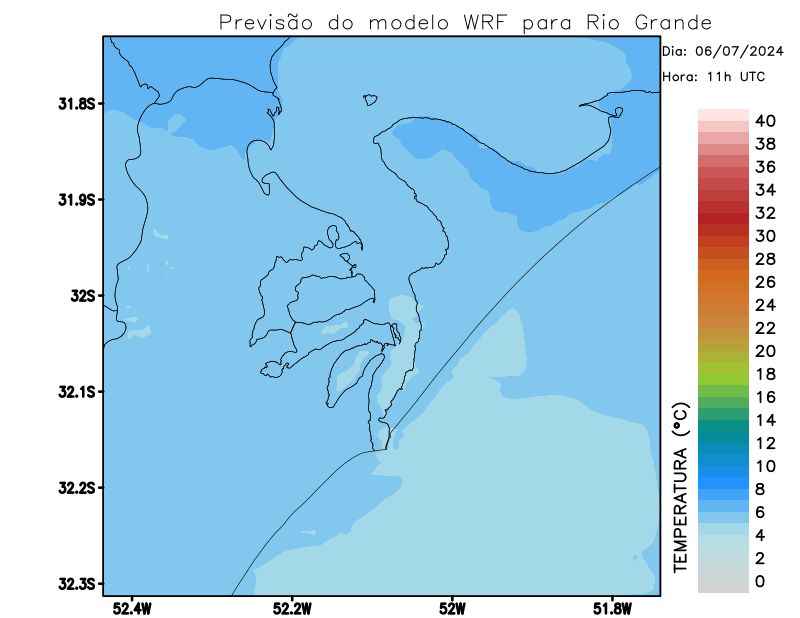 Previsão do modelo WRF para Rio Grande
Dia: 06/07/2024
Hora: 11h UTC
31.8S
31.9S
32S
32.1S
32.2S
32.3S
52.4W
52.2W
52W
51.8W
TEMPERATURA (°C)
40
38
36
34
32
30
28
26
24
22
20
18
16
14
12
10
8
6
4
2
0